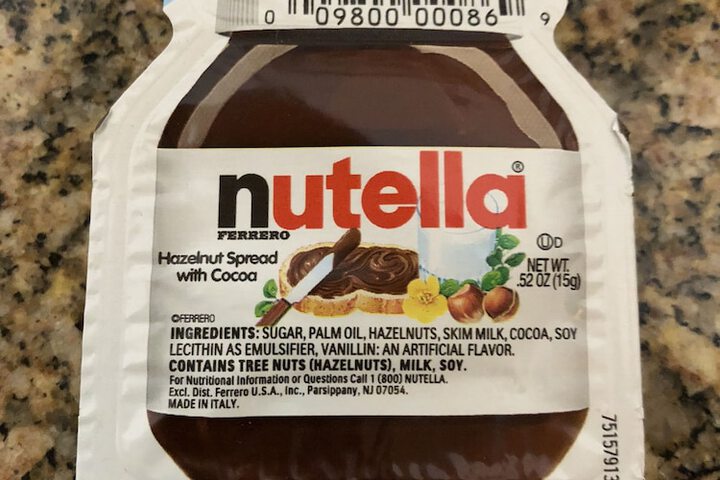 0 09800 00086 9
nutella®
FERRERO
Hazelnut Spread
with Cocoa
U D
NET WT.
.52 OZ (15g)
©FERRERO
INGREDIENTS: SUGAR, PALM OIL, HAZELNUTS, SKIM MILK, COCOA, SOY
LECITHIN AS EMULSIFIER, VANILLIN: AN ARTIFICIAL FLAVOR.
CONTAINS TREE NUTS (HAZELNUTS), MILK, SOY.
For Nutritional Information or Questions Call 1 (800) NUTELLA.
Excl. Dist. Ferrero U.S.A., Inc., Parsippany, NJ 07054.
MADE IN ITALY.
7515791